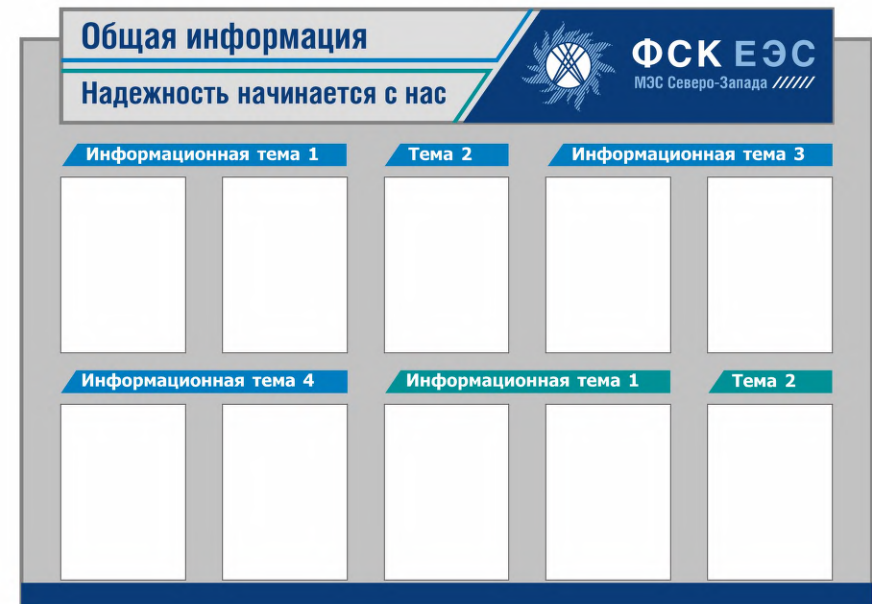 Общая информация
Надежность начинается с нас
ФСК ЕЭС
МЭС Северо-Запада //////
Информационная тема 1
Тема 2
Информационная тема 3
Информационная тема 4
Информационная тема 1
Тема 2